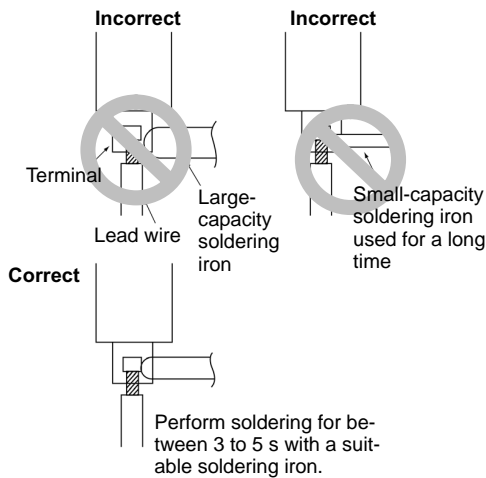 Incorrect
Incorrect
Terminal
Lead wire
Large-
capacity
soldering
iron
Small-capacity
soldering iron
used for a long
time
Correct
Perform soldering for be-
tween 3 to 5 s with a suit-
able soldering iron.